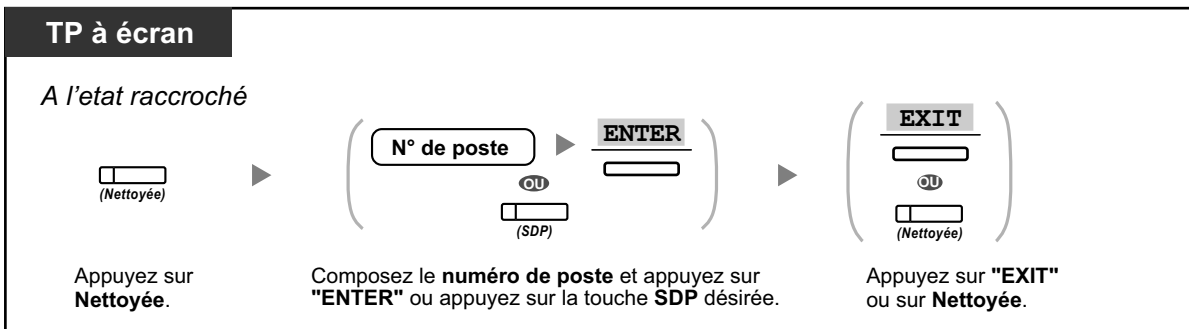 TP à écran
A l'etat raccroché
(Nettoyée)
N° de poste
ENTER
OU
(SDP)
EXIT
OU
(Nettoyée)
Appuyez sur
Nettoyée.
Composez le numéro de poste et appuyez sur
"ENTER" ou appuyez sur la touche SDP désirée.
Appuyez sur "EXIT"
ou sur Nettoyée.